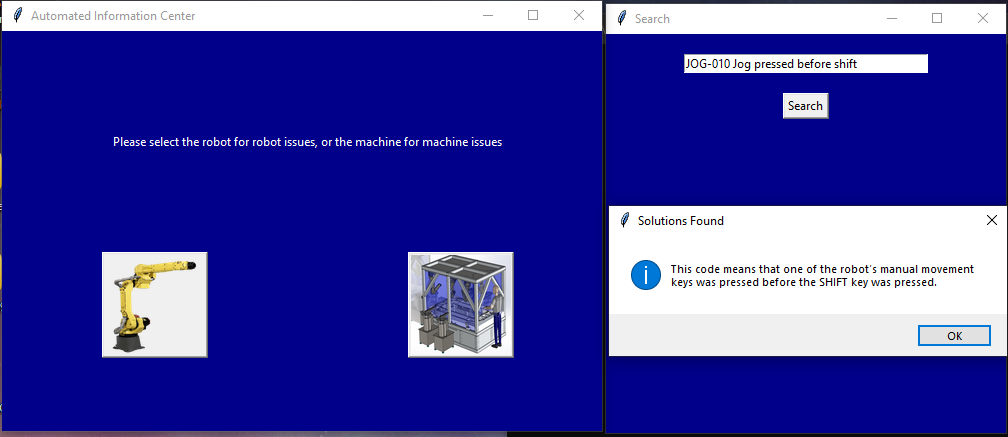 Automated Information Center
Please select the robot for robot issues, or the machine for machine issues
Search
JOG-010 Jog pressed before shift
Search
Solutions Found
This code means that one of the robot's manual movement
keys was pressed before the SHIFT key was pressed.
OK